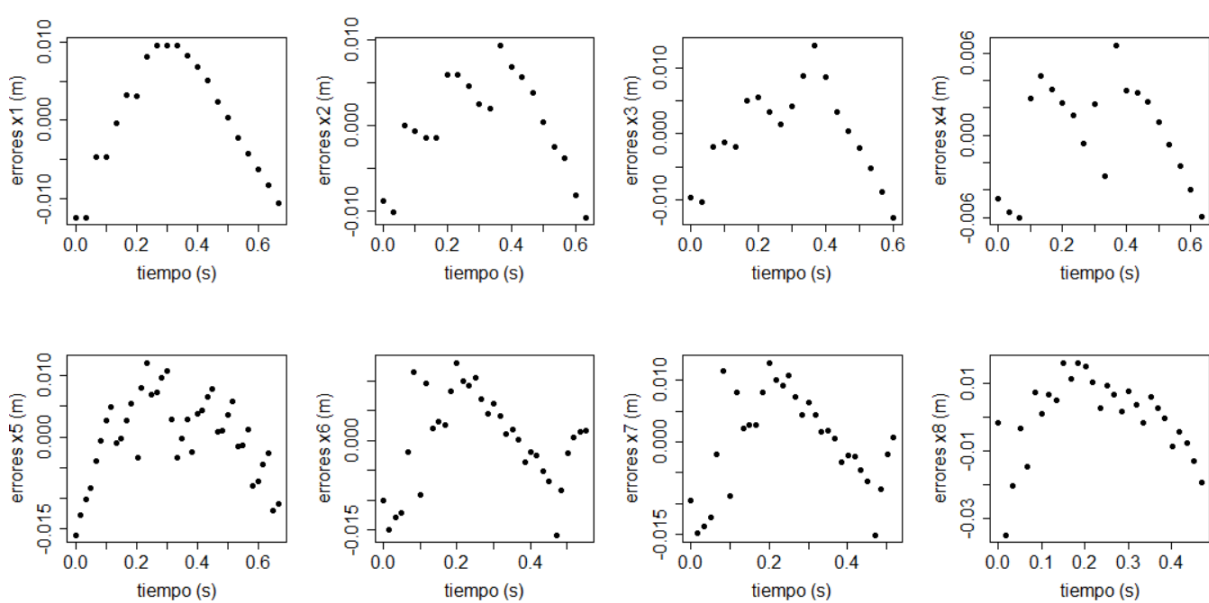 errores x1 (m)
-0.010 0.000 0.010
0.0 0.2 0.4 0.6
tiempo (s)
errores x2 (m)
-0.010 0.000 0.010
0.0 0.2 0.4 0.6
tiempo (s)
errores x3 (m)
-0.010 0.000 0.010
0.0 0.2 0.4 0.6
tiempo (s)
errores x4 (m)
-0.006 0.000 0.006
0.0 0.2 0.4 0.6
tiempo (s)
errores x5 (m)
-0.015 0.000 0.010
0.0 0.2 0.4 0.6
tiempo (s)
errores x6 (m)
-0.015 0.000 0.010
0.0 0.2 0.4
tiempo (s)
errores x7 (m)
-0.015 0.000 0.010
0.0 0.2 0.4
tiempo (s)
errores x8 (m)
-0.03 -0.01 0.01
0.0 0.1 0.2 0.3 0.4
tiempo (s)